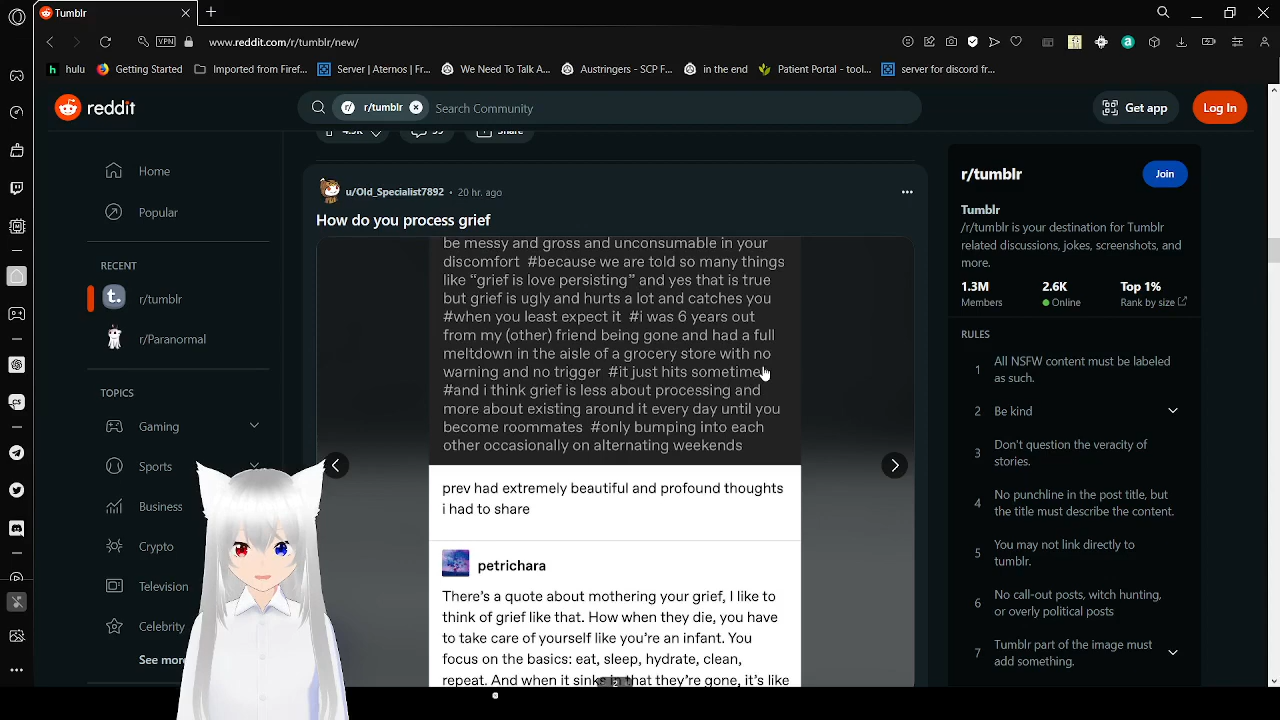 Tumblr
VPN
www.reddit.com/r/tumblr/new/
hulu
Getting Started
Imported from Firef...
Server | Aternos | Fr...
We Need To Talk A...
Austringers - SCP F...
in the end
Patient Portal - tool...
server for discord fr...
reddit
r/tumblr
Search Community
Get app
Log In
4.5K
Share
Home
Popular
RECENT
r/tumblr
r/Paranormal
TOPICS
Gaming
Sports
Business
Crypto
Television
Celebrity
See more
u/Old_Specialist7892 • 20 hr. ago
How do you process grief
be messy and gross and unconsumable in your
discomfort #because we are told so many things
like “grief is love persisting” and yes that is true
but grief is ugly and hurts a lot and catches you
#when you least expect it #i was 6 years out
from my (other) friend being gone and had a full
meltdown in the aisle of a grocery store with no
warning and no trigger #it just hits sometimes
#and i think grief is less about processing and
more about existing around it every day until you
become roommates #only bumping into each
other occasionally on alternating weekends
prev had extremely beautiful and profound thoughts
i had to share
petrichara
There's a quote about mothering your grief, I like to
think of grief like that. How when they die, you have
to take care of yourself like you're an infant. You
focus on the basics: eat, sleep, hydrate, clean,
repeat. And when it sinks in that they're gone, it's like
r/tumblr
Join
Tumblr
/r/tumblr is your destination for Tumblr
related discussions, jokes, screenshots, and
more.
1.3M
Members
2.6K
Online
Top 1%
Rank by size
RULES
1 All NSFW content must be labeled
as such.
2 Be kind
3 Don't question the veracity of
stories.
4 No punchline in the post title, but
the title must describe the content.
5 You may not link directly to
tumblr.
6 No call-out posts, witch hunting,
or overly political posts
7 Tumblr part of the image must
add something.